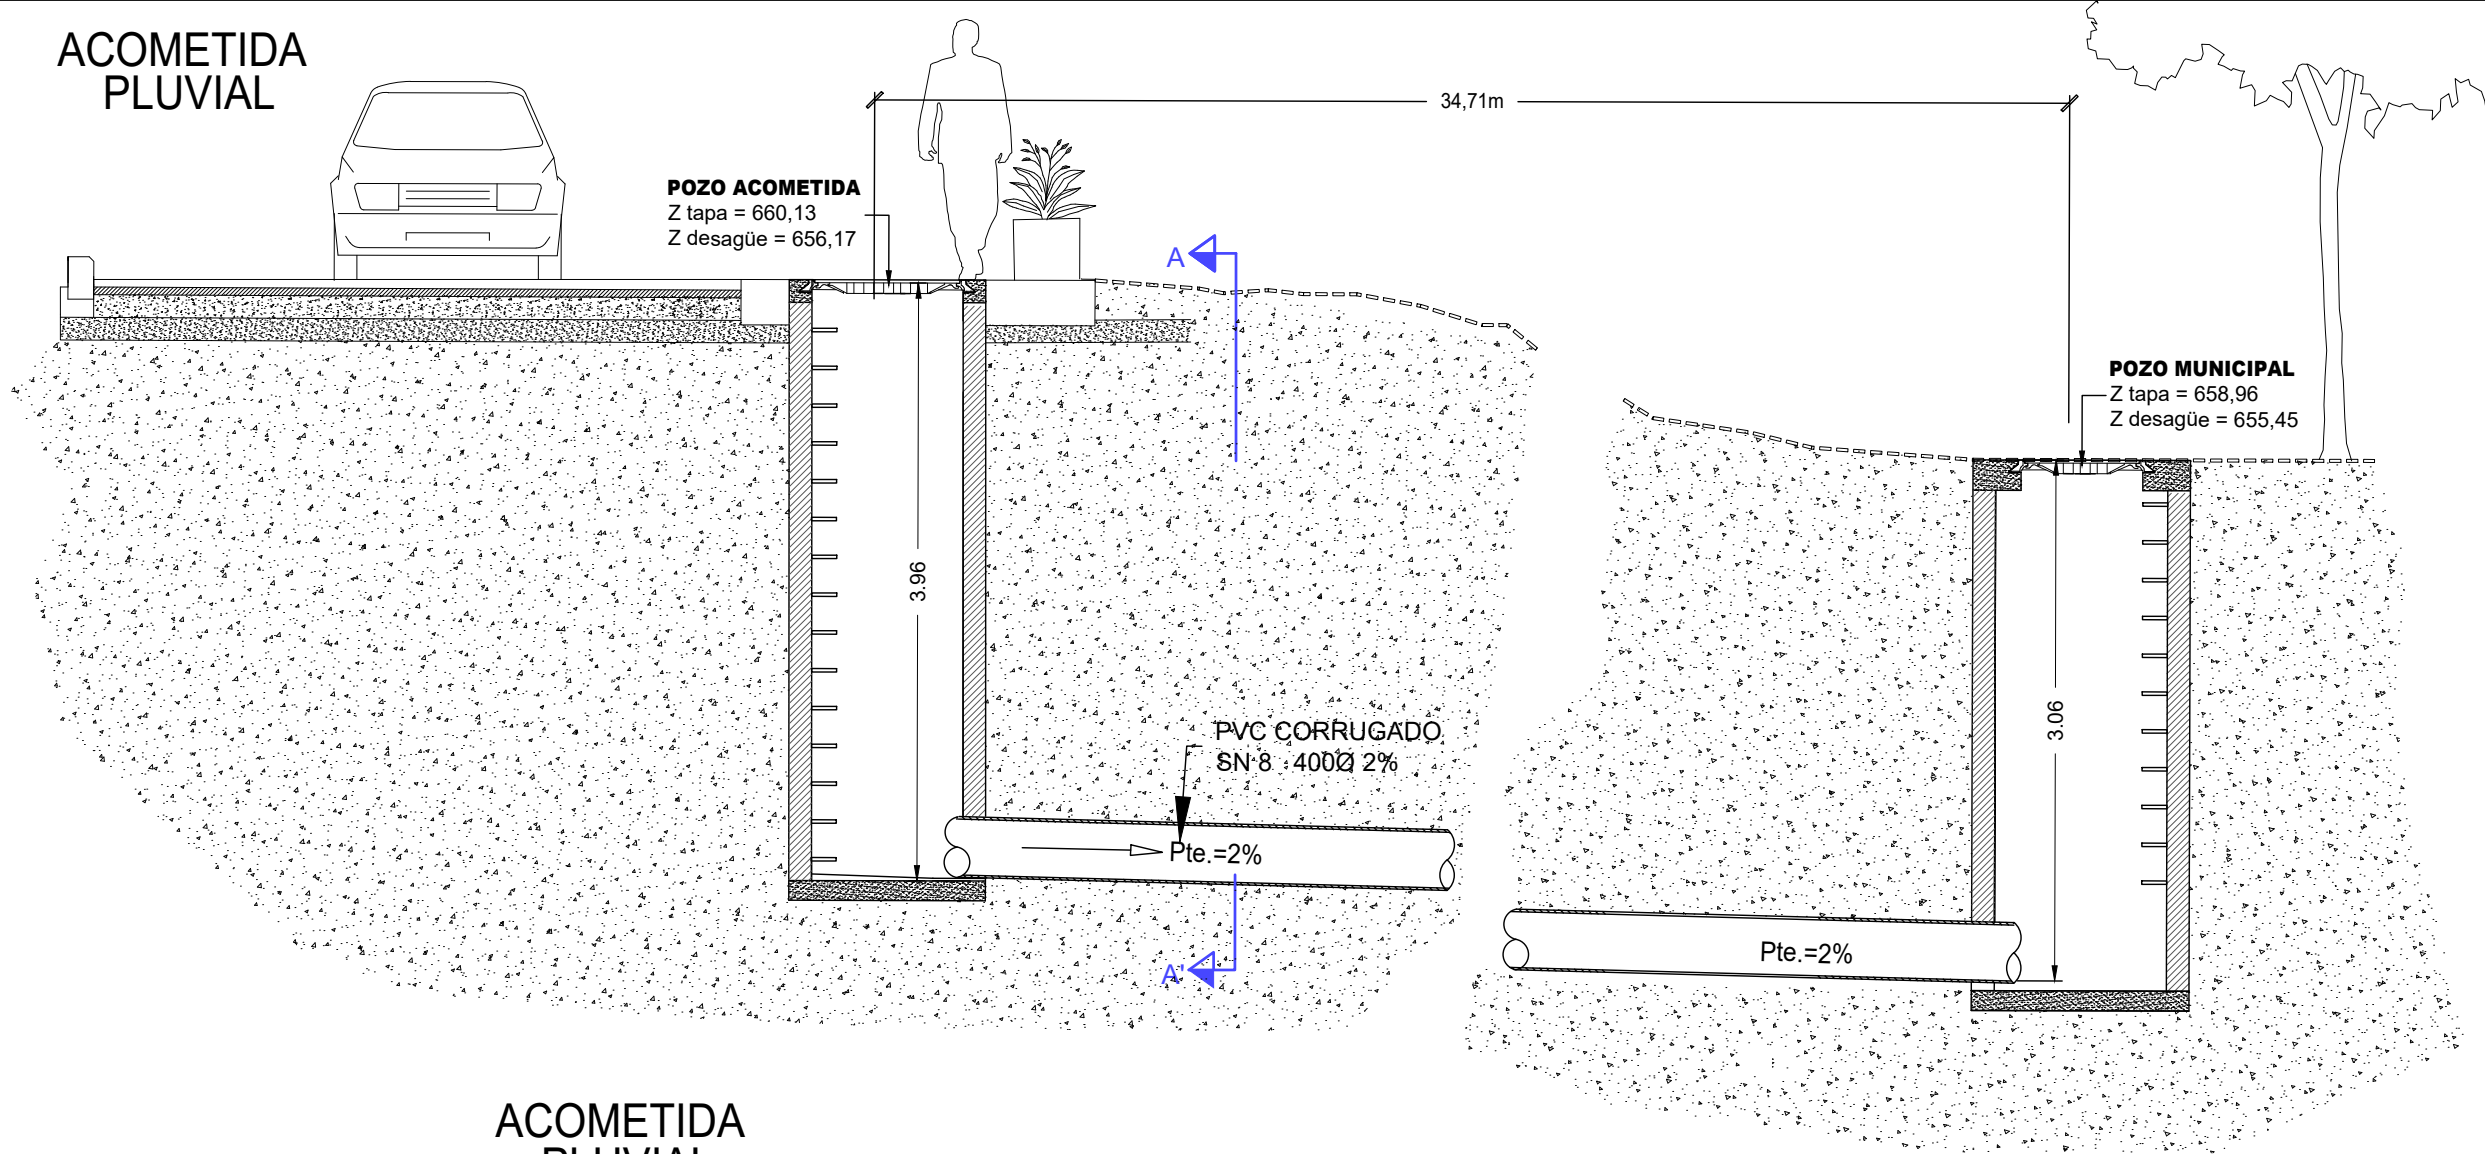 ACOMETIDA
PLUVIAL
34,71m
POZO ACOMETIDA
Z tapa = 660,13
Z desagüe = 656,17
A
POZO MUNICIPAL
Z tapa = 658,96
Z desagüe = 655,45
3.96
3.06
PVC CORRUGADO
SN 8 - 400Ø 2%
Pte.=2%
Pte.=2%
A'
ACOMETIDA
PLUVIAL